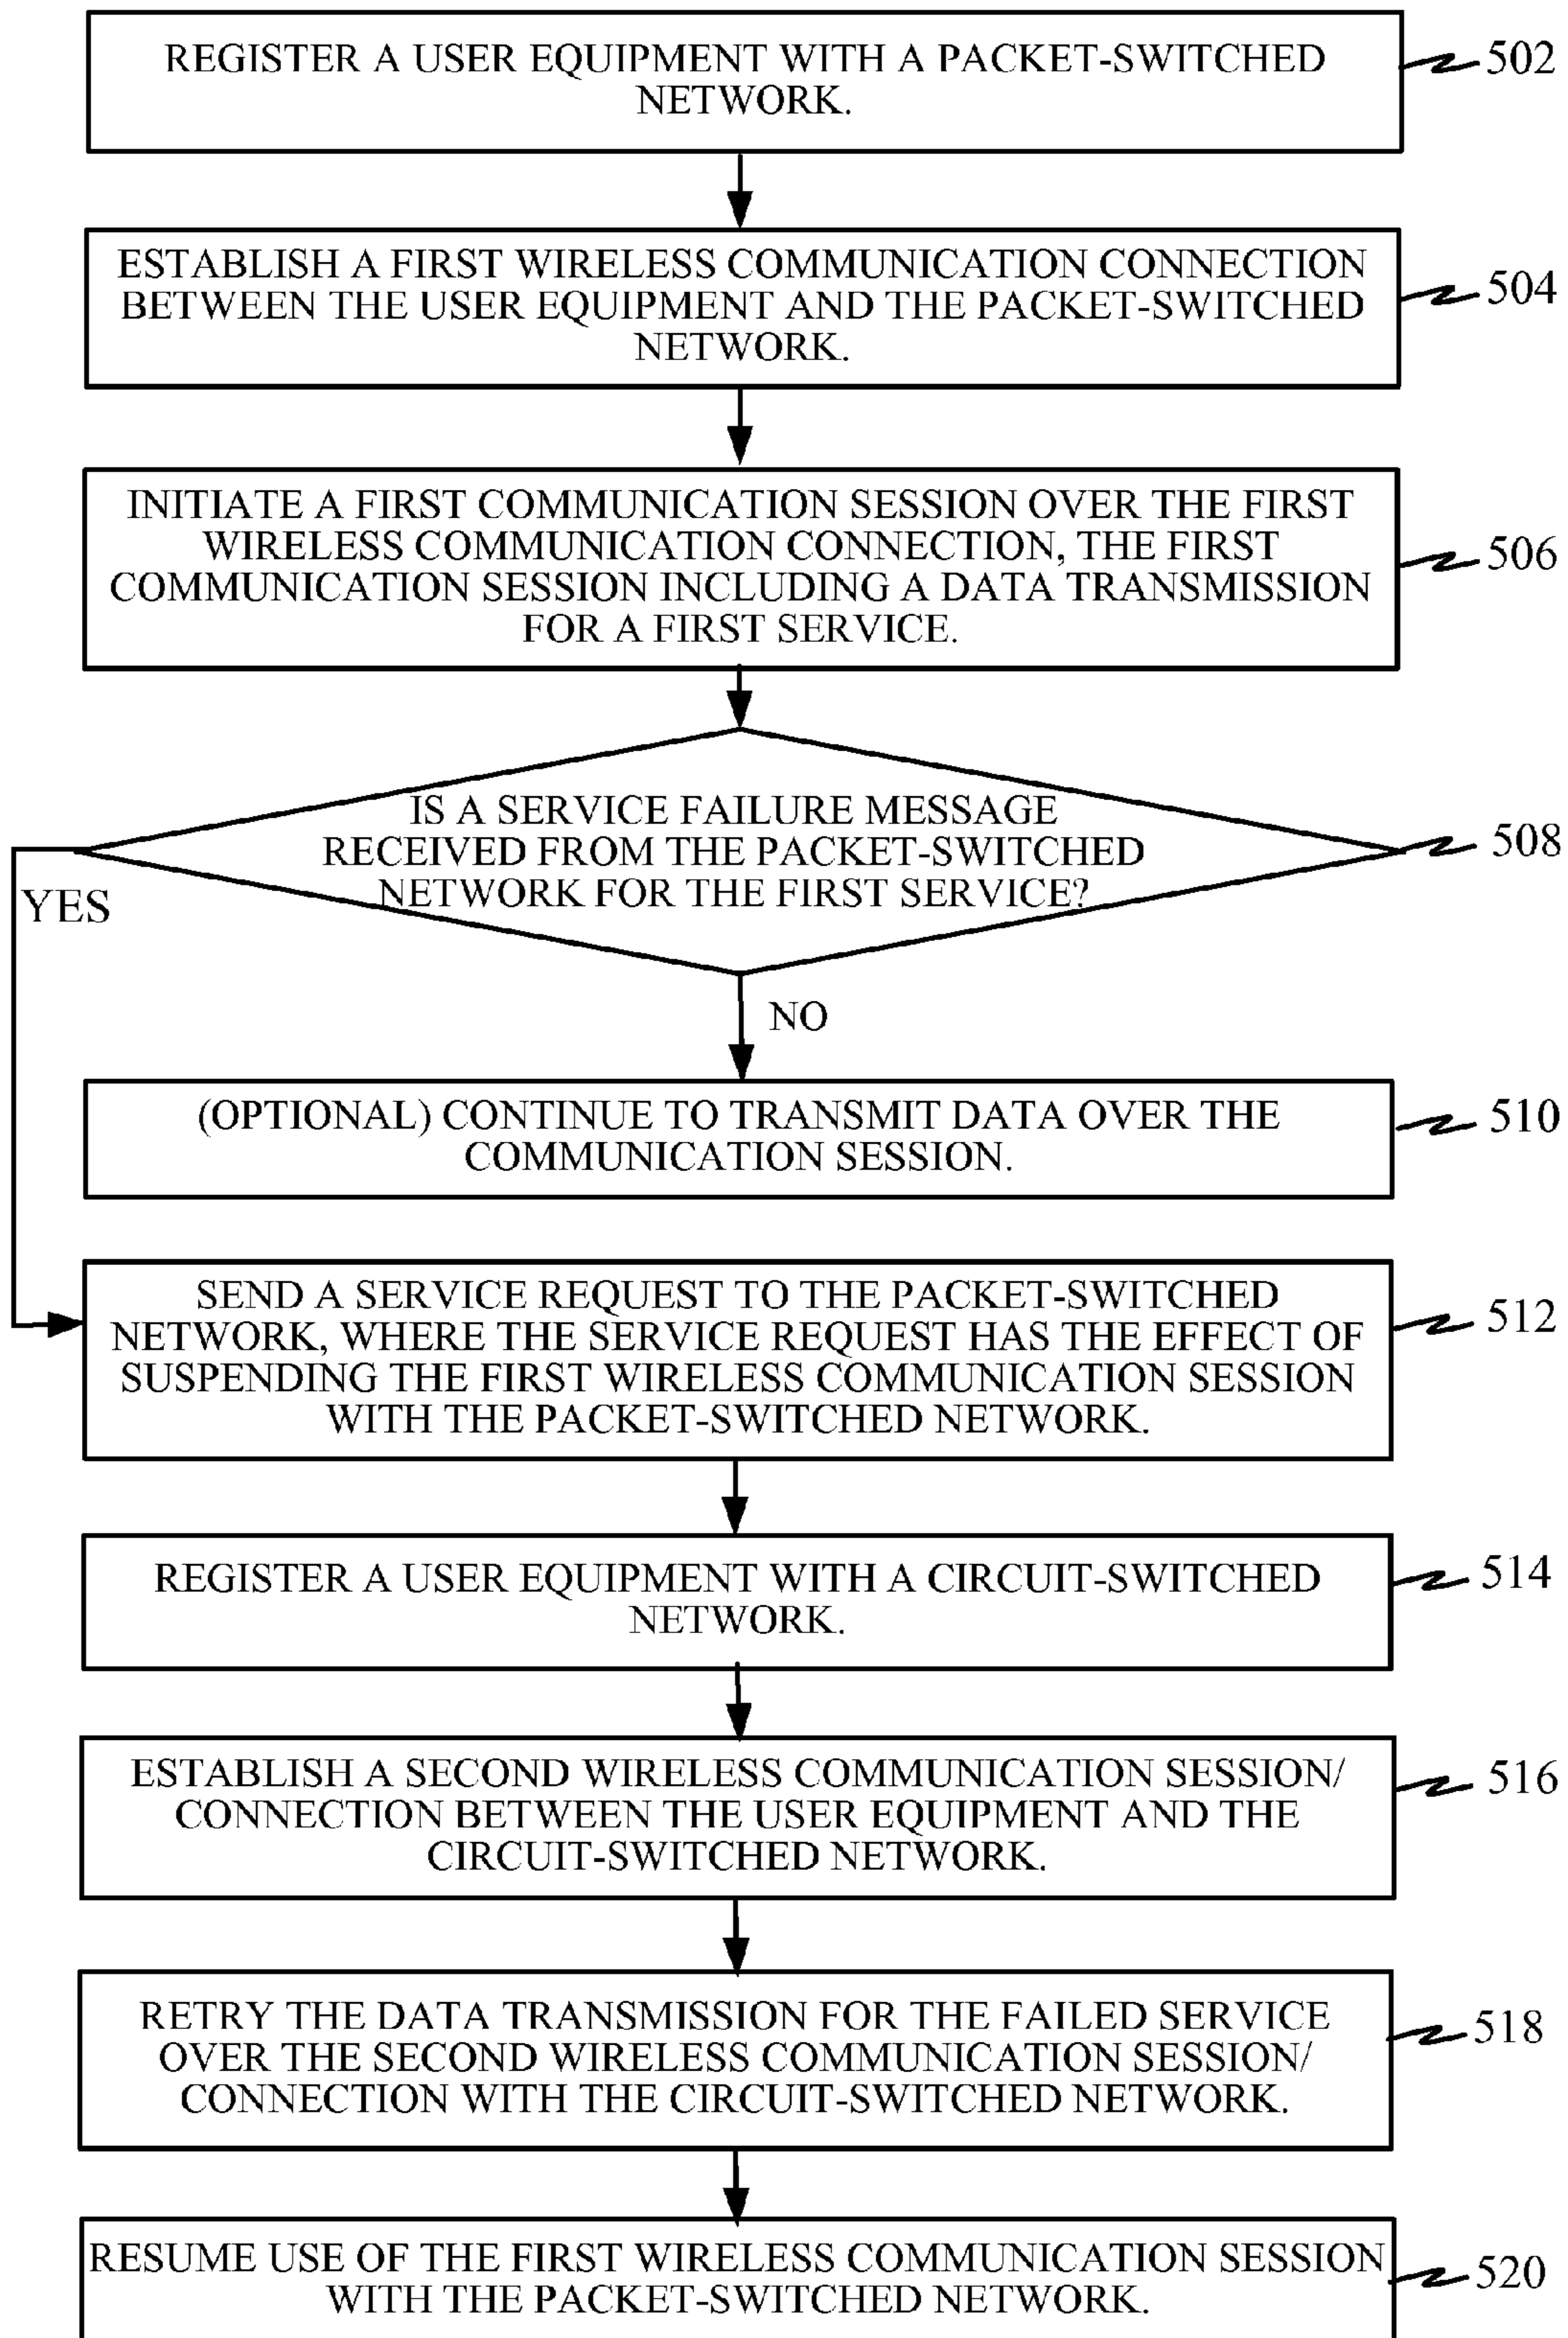 REGISTER A USER EQUIPMENT WITH A PACKET-SWITCHED
NETWORK.
502
ESTABLISH A FIRST WIRELESS COMMUNICATION CONNECTION
BETWEEN THE USER EQUIPMENT AND THE PACKET-SWITCHED
NETWORK.
504
INITIATE A FIRST COMMUNICATION SESSION OVER THE FIRST
WIRELESS COMMUNICATION CONNECTION, THE FIRST
COMMUNICATION SESSION INCLUDING A DATA TRANSMISSION
FOR A FIRST SERVICE.
506
IS A SERVICE FAILURE MESSAGE
RECEIVED FROM THE PACKET-SWITCHED
NETWORK FOR THE FIRST SERVICE?
508
YES
NO
(OPTIONAL) CONTINUE TO TRANSMIT DATA OVER THE
COMMUNICATION SESSION.
510
SEND A SERVICE REQUEST TO THE PACKET-SWITCHED
NETWORK, WHERE THE SERVICE REQUEST HAS THE EFFECT OF
SUSPENDING THE FIRST WIRELESS COMMUNICATION SESSION
WITH THE PACKET-SWITCHED NETWORK.
512
REGISTER A USER EQUIPMENT WITH A CIRCUIT-SWITCHED
NETWORK.
514
ESTABLISH A SECOND WIRELESS COMMUNICATION SESSION/
CONNECTION BETWEEN THE USER EQUIPMENT AND THE
CIRCUIT-SWITCHED NETWORK.
516
RETRY THE DATA TRANSMISSION FOR THE FAILED SERVICE
OVER THE SECOND WIRELESS COMMUNICATION SESSION/
CONNECTION WITH THE CIRCUIT-SWITCHED NETWORK.
518
RESUME USE OF THE FIRST WIRELESS COMMUNICATION SESSION
WITH THE PACKET-SWITCHED NETWORK.
520